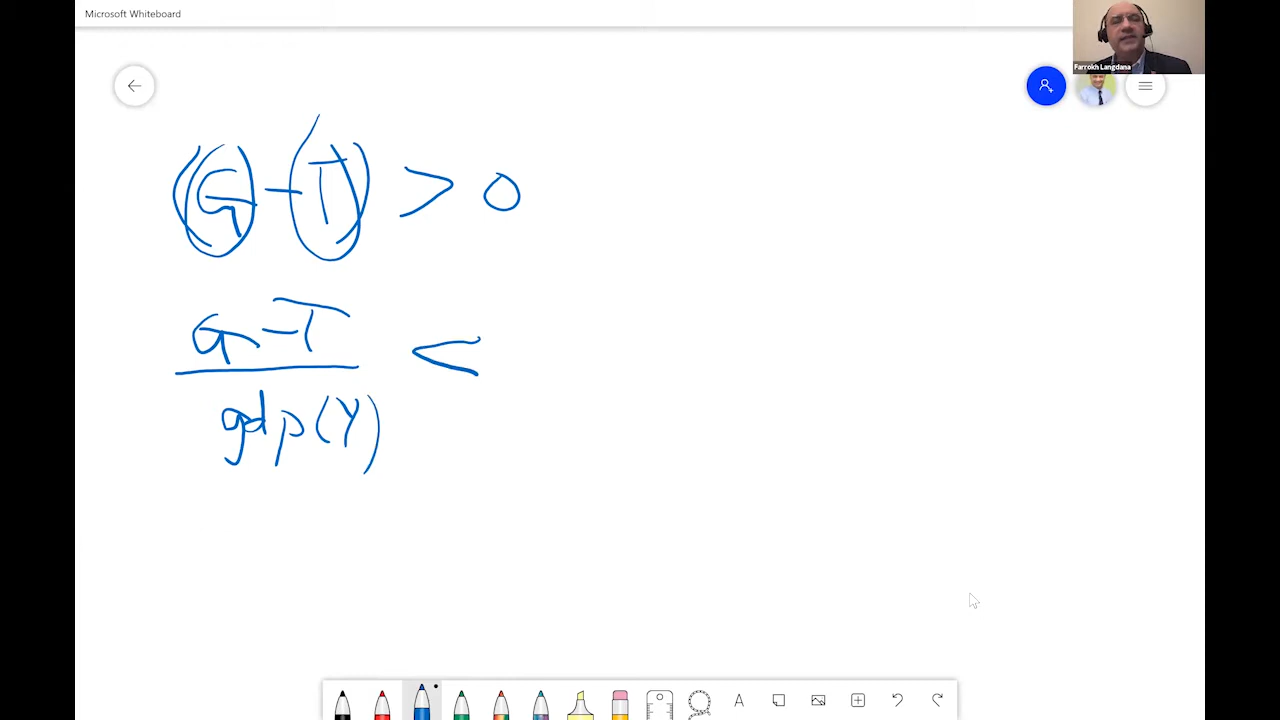 Microsoft Whiteboard
Farrokh Langdana
(G - T) > 0
G - T <
gdp (Y)
A